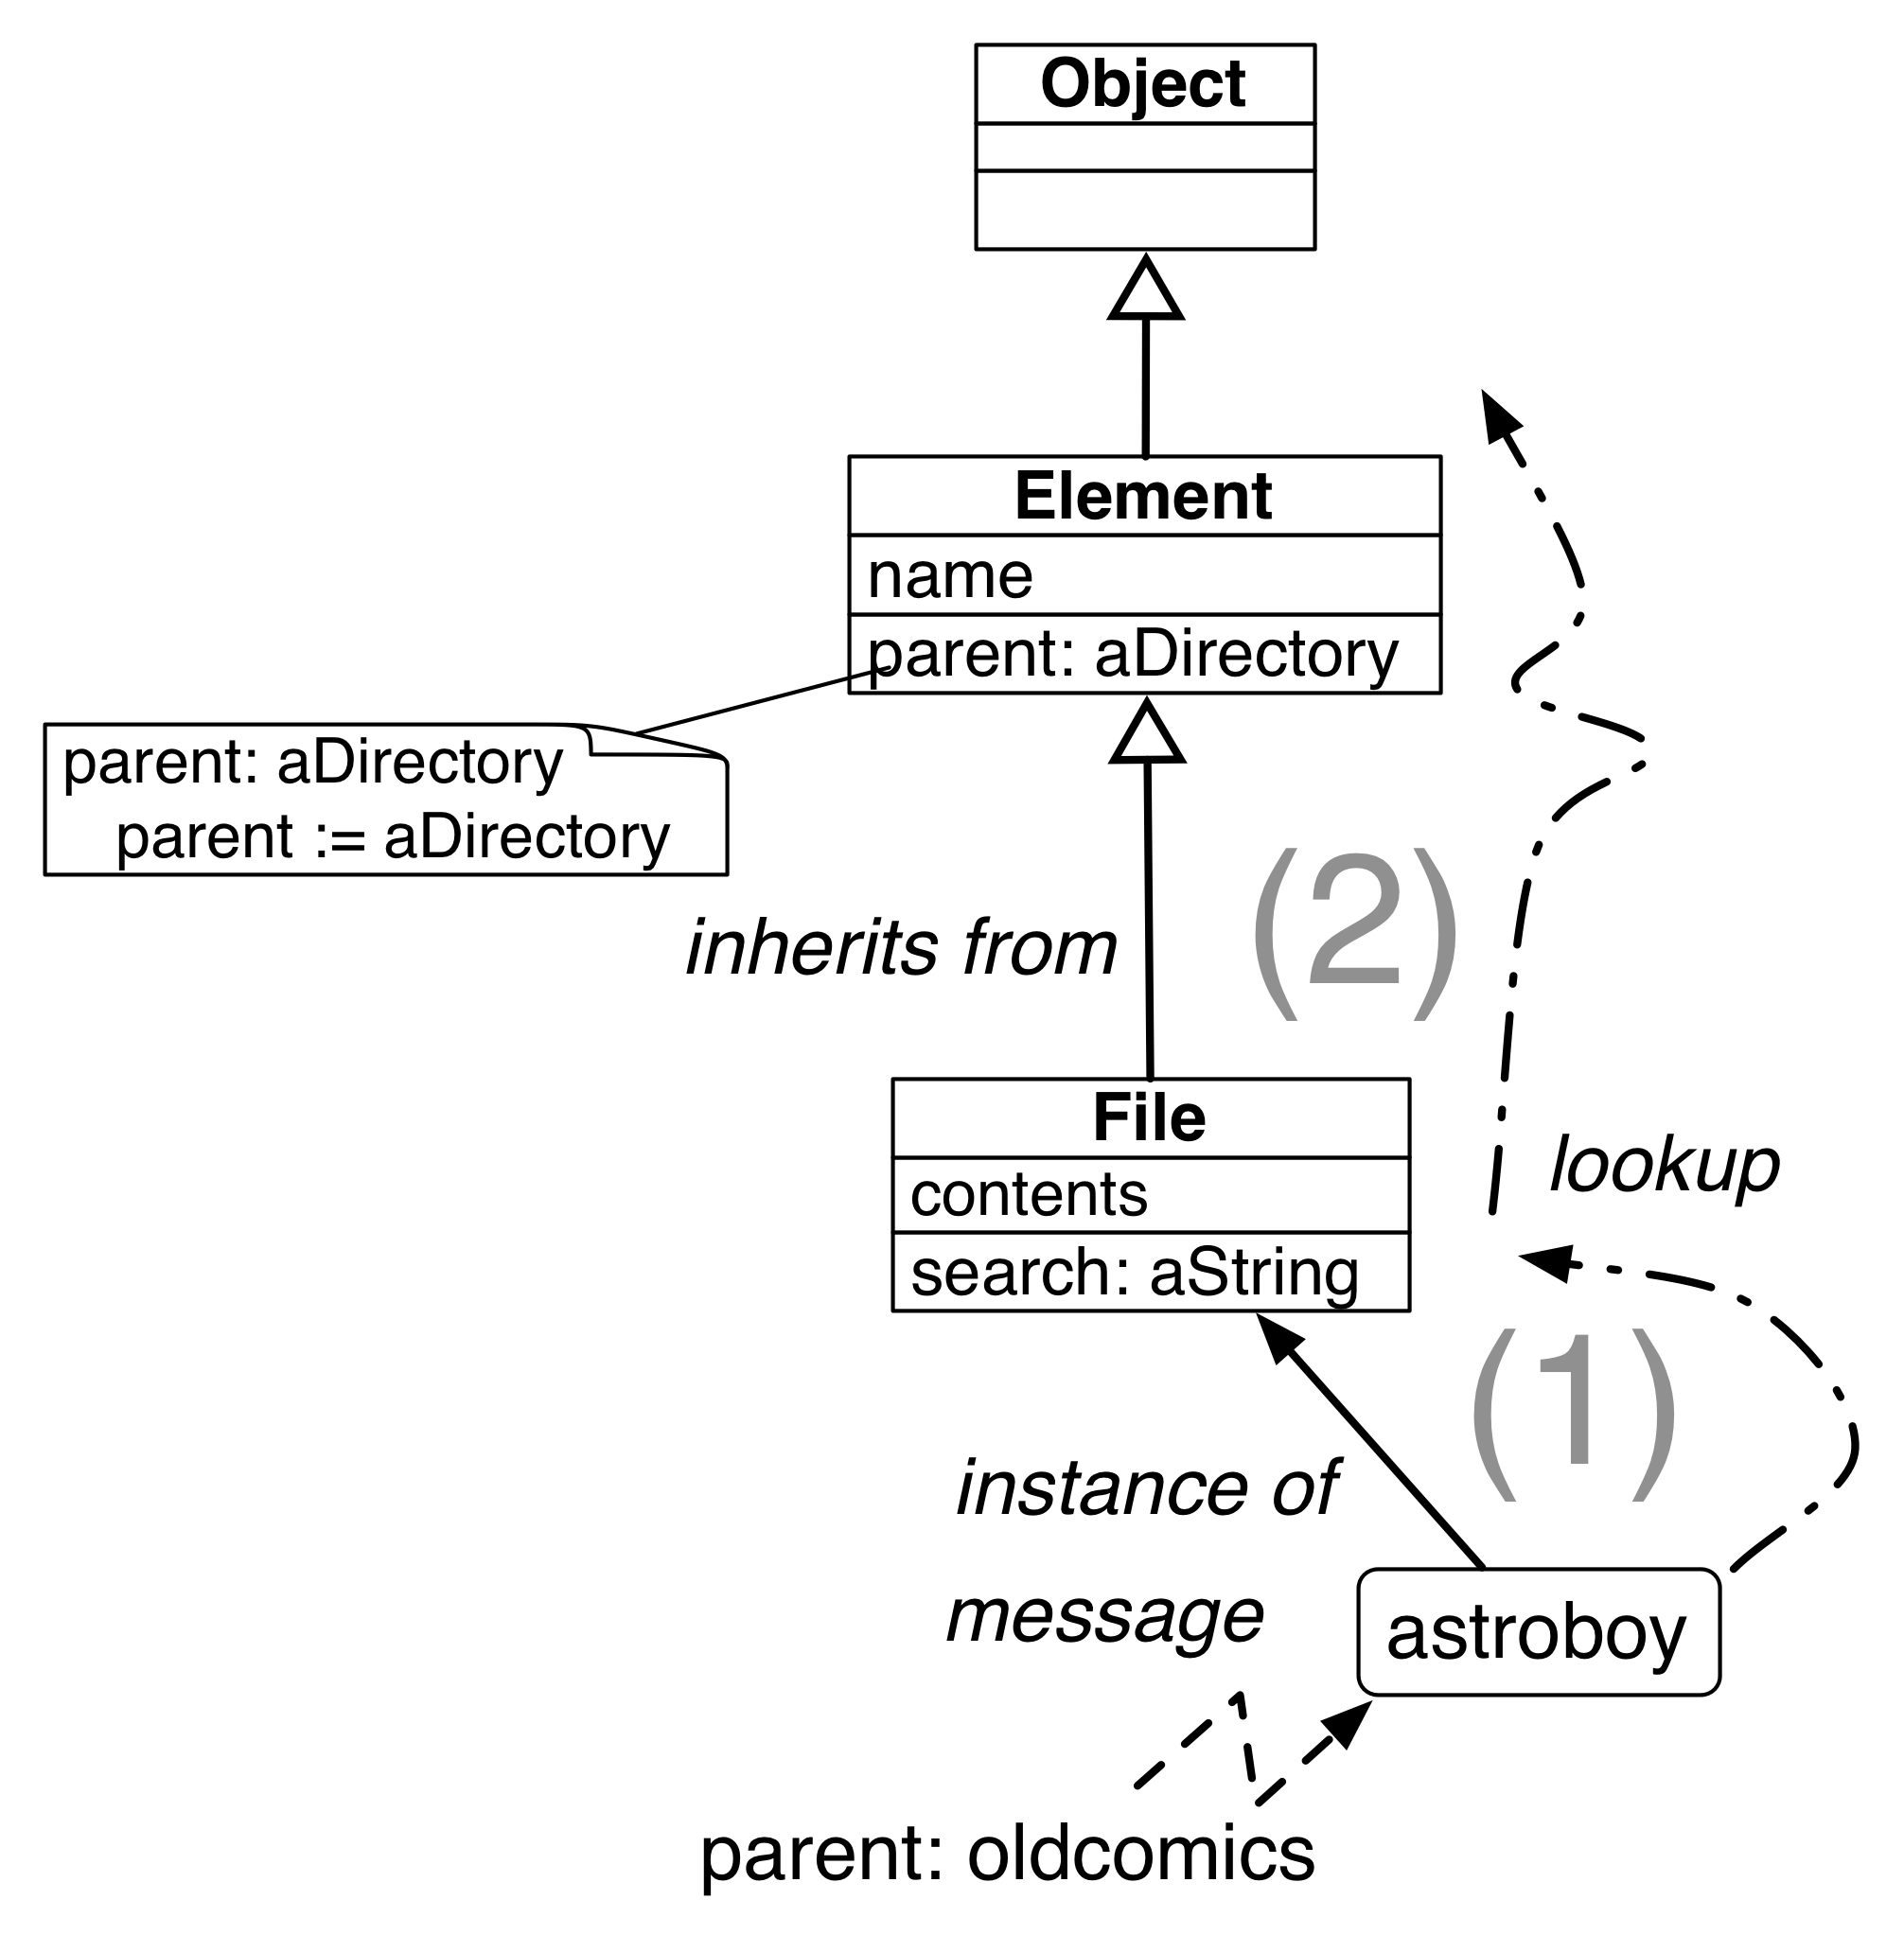 Object
Element
name
parent: aDirectory
parent: aDirectory
parent := aDirectory
inherits from
(2)
File
contents
search: aString
lookup
(1)
instance of
message
astroboy
parent: oldcomics